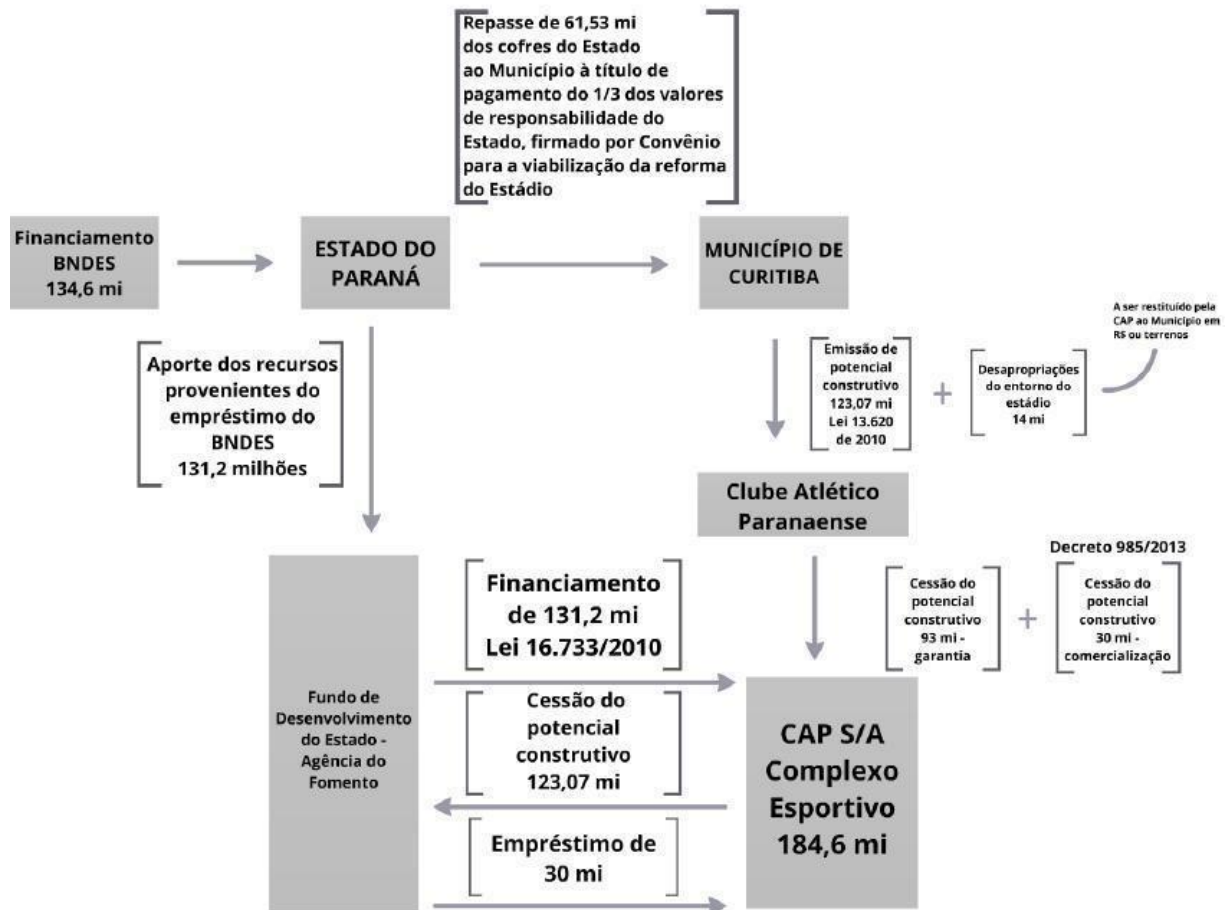 Repasse de 61,53 mi
dos cofres do Estado
ao Município à título de
pagamento do 1/3 dos valores
de responsabilidade do
Estado, firmado por Convênio
para a viabilização da reforma
do Estádio
Financiamento
BNDES
134,6 mi
ESTADO DO
PARANÁ
MUNICÍPIO DE
CURITIBA
Aporte dos recursos
provenientes do
empréstimo do
BNDES
131,2 milhões
Emissão de
potencial
construtivo
123,07 mi
Lei 13.620
de 2010
+
Desapropriações
do entorno do
estádio
14 mi
A ser restituído pela
CAP ao Município em
R$ ou terrenos
Clube Atlético
Paranaense
Decreto 985/2013
Cessão do
potencial
construtivo
93 mi -
garantia
+
Cessão do
potencial
construtivo
30 mi -
comercialização
Fundo de
Desenvolvimento
do Estado -
Agência do
Fomento
Financiamento
de 131,2 mi
Lei 16.733/2010
Cessão do
potencial
construtivo
123,07 mi
Empréstimo de
30 mi
CAP S/A
Complexo
Esportivo
184,6 mi